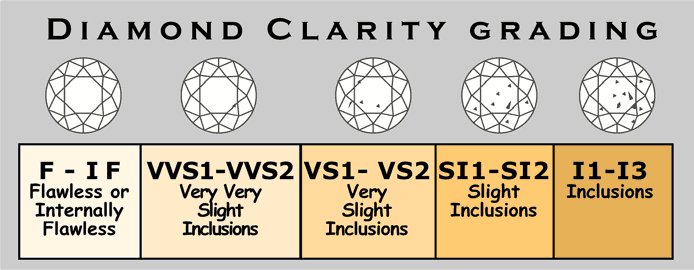 DIAMOND CLARITY GRADING
F - I F
Flawless or
Internally
Flawless
VVS1-VVS2
Very Very
Slight
Inclusions
VS1- VS2
Very
Slight
Inclusions
SI1-SI2
Slight
Inclusions
I1-I3
Inclusions